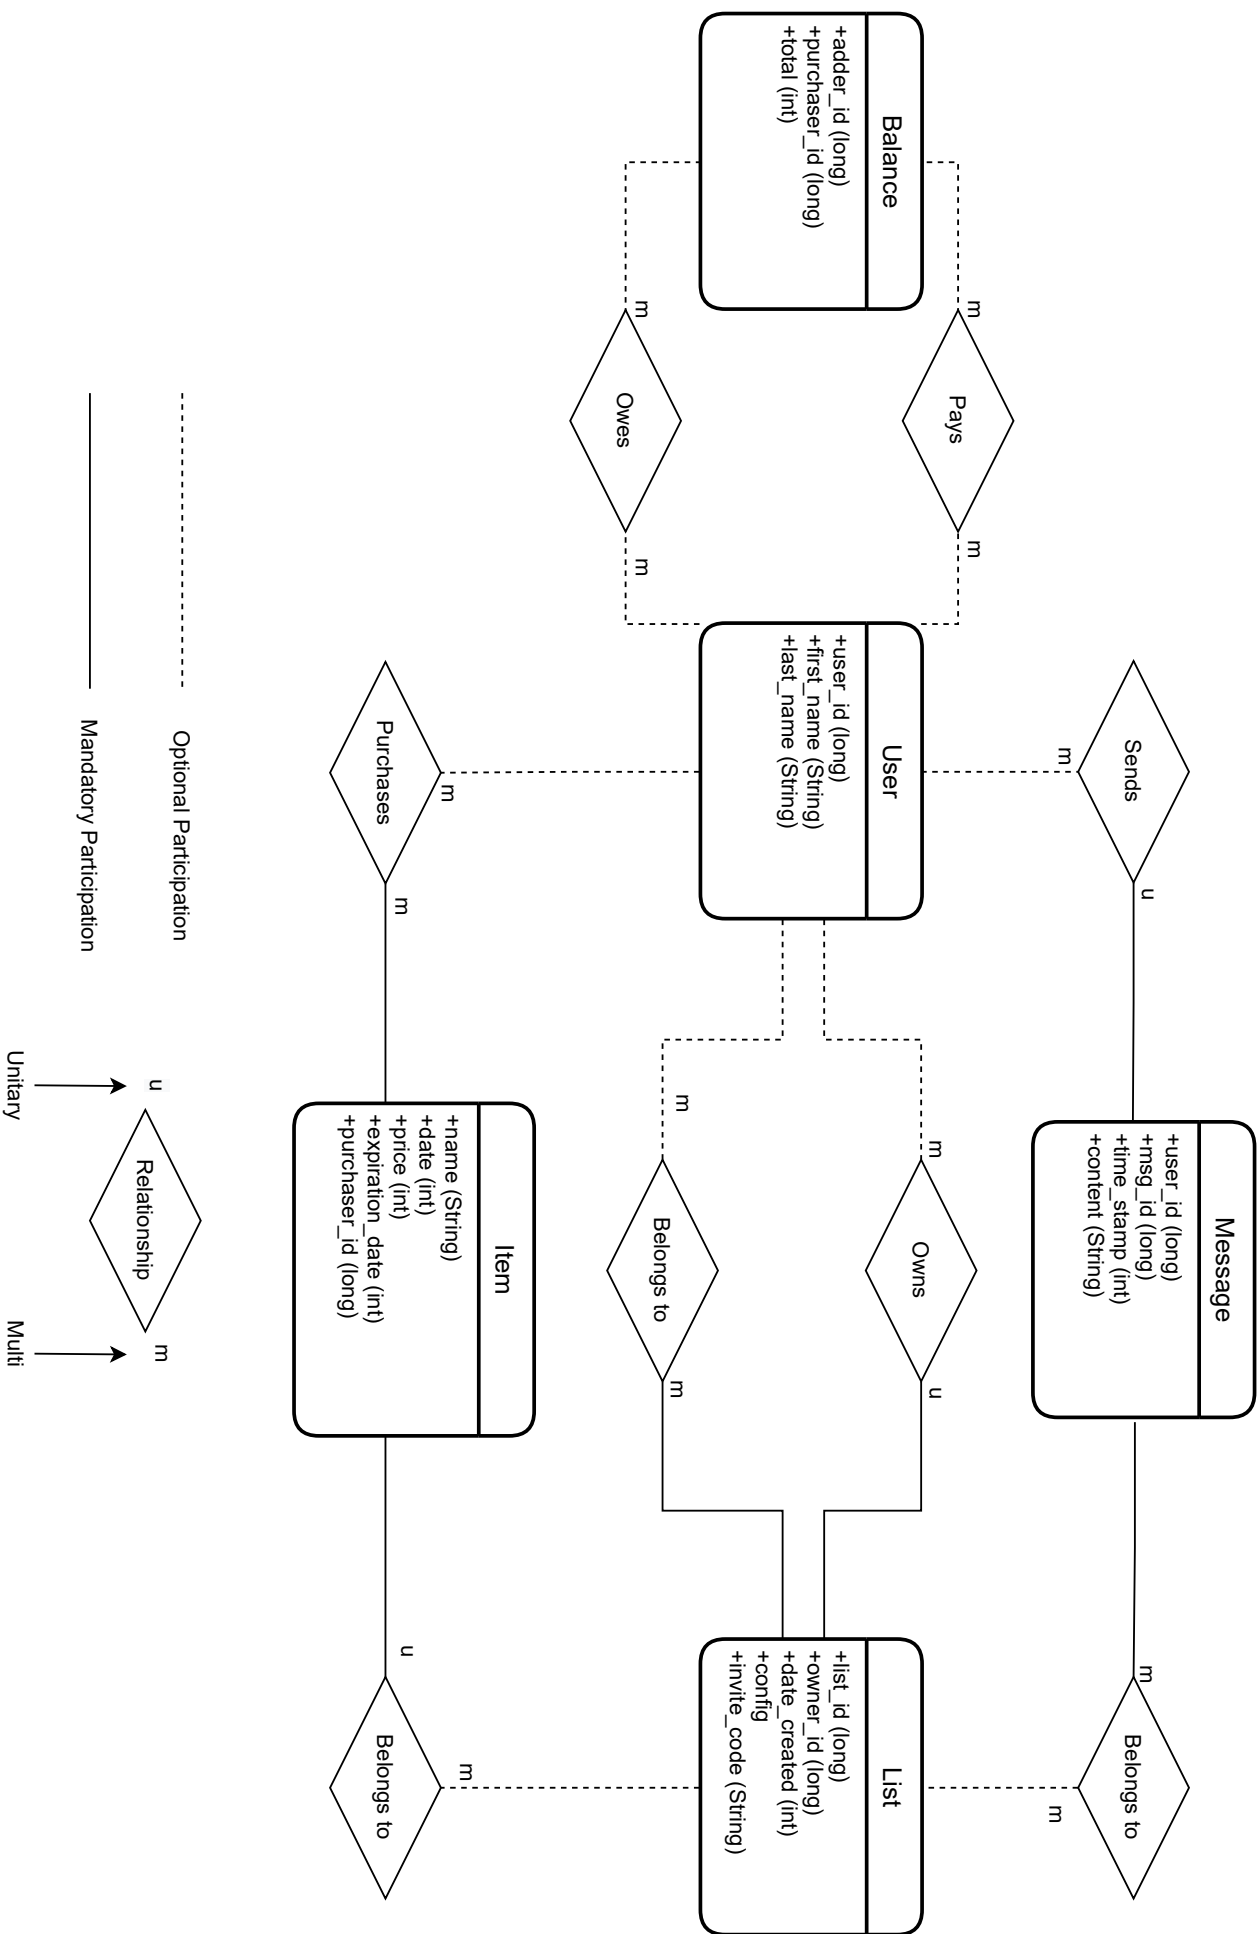 Balance
+adder_id (long)
+purchaser_id (long)
+total (int)
m
Pays
m
m
Owes
m
User
+user_id (long)
+first_name (String)
+last_name (String)
Sends
m
u
Message
+user_id (long)
+msg_id (long)
+time_stamp (int)
+content (String)
m
Belongs to
m
m
Owns
u
m
Belongs to
m
List
+list_id (long)
+owner_id (long)
+date_created (int)
+config
+invite_code (String)
Purchases
m
m
Item
+name (String)
+date (int)
+price (int)
+expiration_date (int)
+purchaser_id (long)
u
Belongs to
m
Optional Participation
Mandatory Participation
u
Relationship
m
Unitary
Multi